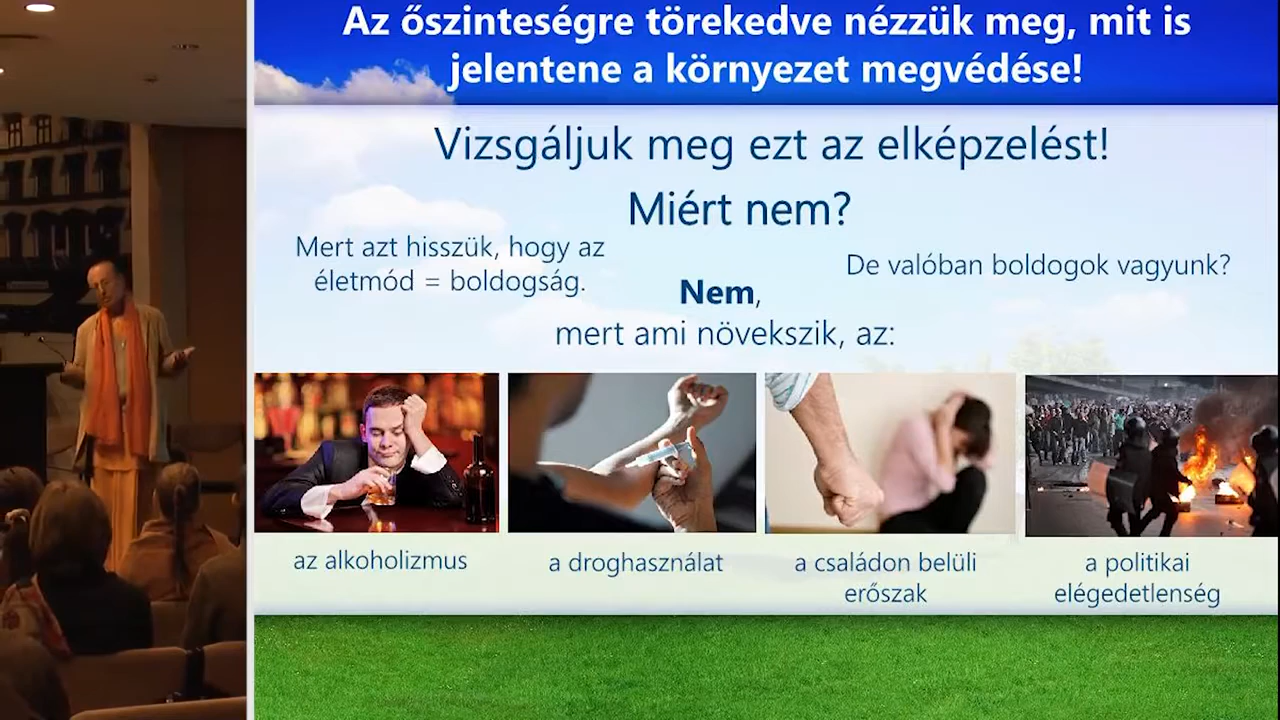 Az őszinteségre törekedve nézzük meg, mit is
jelentene a környezet megvédése!
Vizsgáljuk meg ezt az elképzelést!
Miért nem?
Mert azt hisszük, hogy az
életmód = boldogság.
De valóban boldogok vagyunk?
Nem,
mert ami növekszik, az:
az alkoholizmus
a droghasználat
a családon belüli
erőszak
a politikai
elégedetlenség